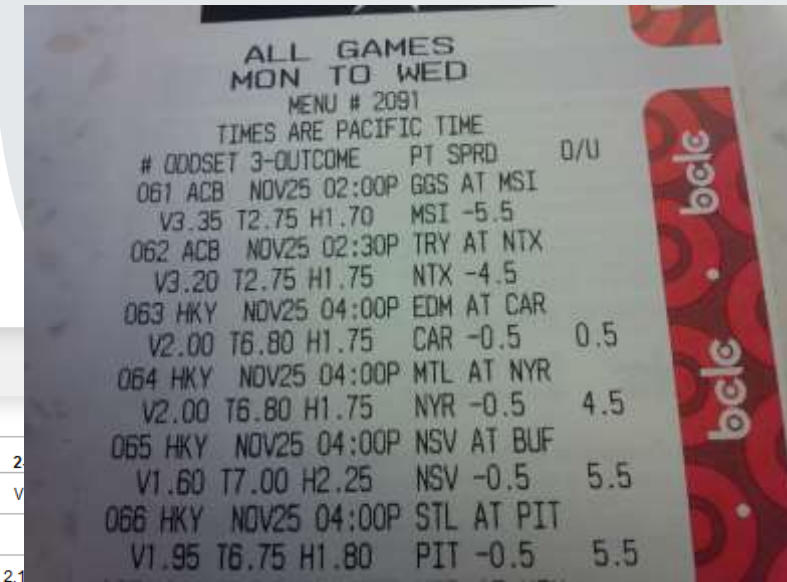 ALL GAMES
MON TO WED
MENU # 2091
TIMES ARE PACIFIC TIME
# ODDSET 3-OUTCOME PT SPRD O/U
061 ACB NOV25 02:00P GGS AT MSI
V3.35 T2.75 H1.70 MSI -5.5
062 ACB NOV25 02:30P TRY AT NTX
V3.20 T2.75 H1.75 NTX -4.5
063 HKY NOV25 04:00P EDM AT CAR
V2.00 T6.80 H1.75 CAR -0.5 0.5
064 HKY NOV25 04:00P MTL AT NYR
V2.00 T6.80 H1.75 NYR -0.5 4.5
065 HKY NOV25 04:00P NSV AT BUF
V1.60 T7.00 H2.25 NSV -0.5 5.5
066 HKY NOV25 04:00P STL AT PIT
V1.95 T6.75 H1.80 PIT -0.5 5.5
bclc
bclc